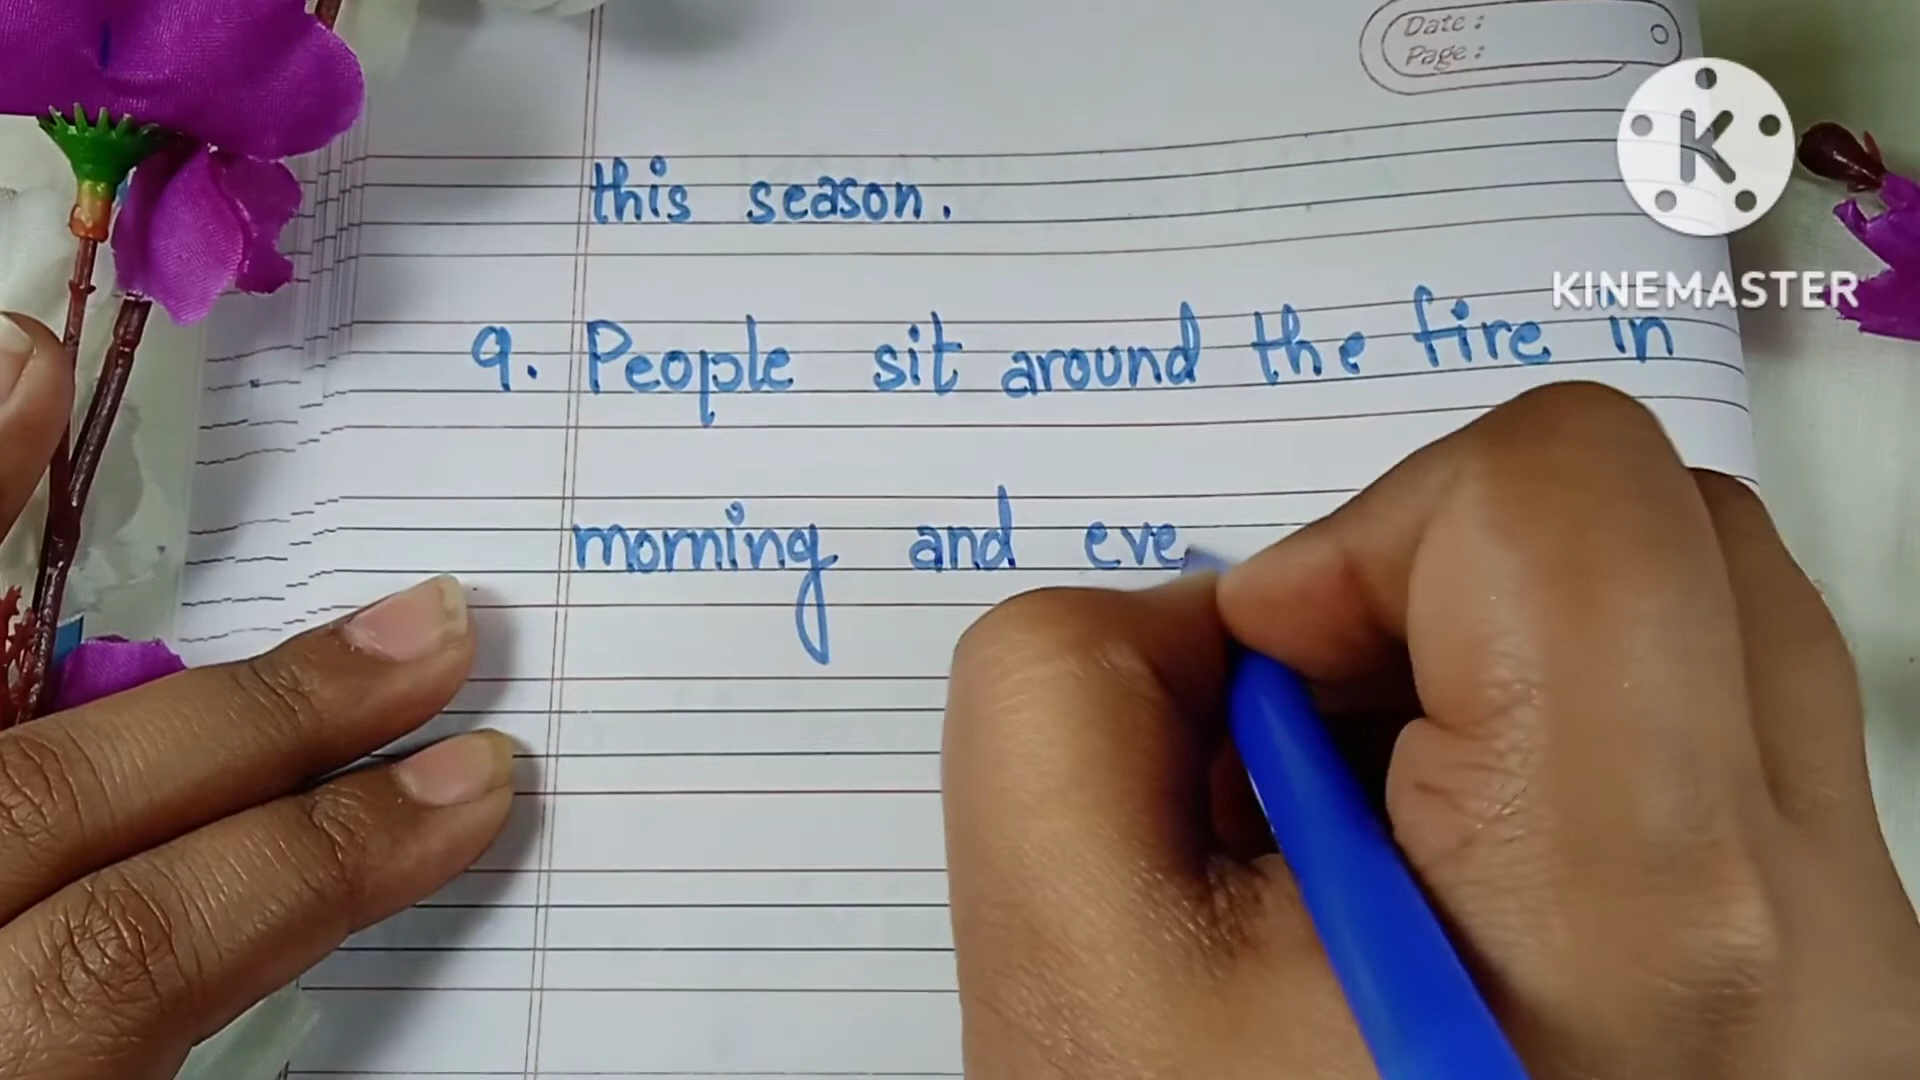 Date :
Page :
K
KINEMASTER
this season.
9. People sit around the fire in
morning and eve